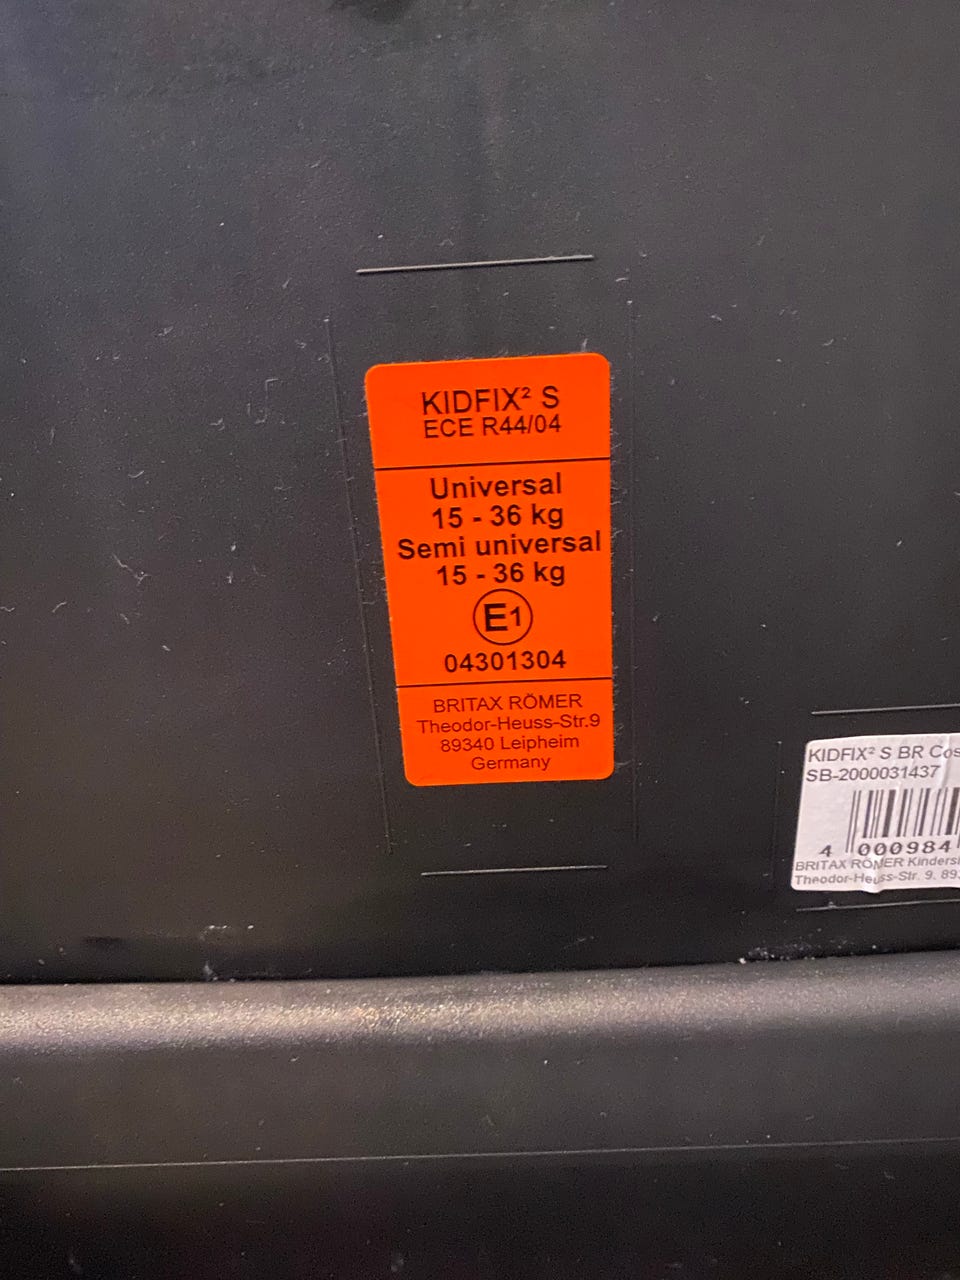 KIDFIX² S
ECE R44/04
Universal
15 - 36 kg
Semi universal
15 - 36 kg
E1
04301304
BRITAX RÖMER
Theodor-Heuss-Str.9
89340 Leipheim
Germany
KIDFIX² S BR
SB-2000031437
4 000984
BRITAX RÖMER
Theodor-Heuss-Str. 9,